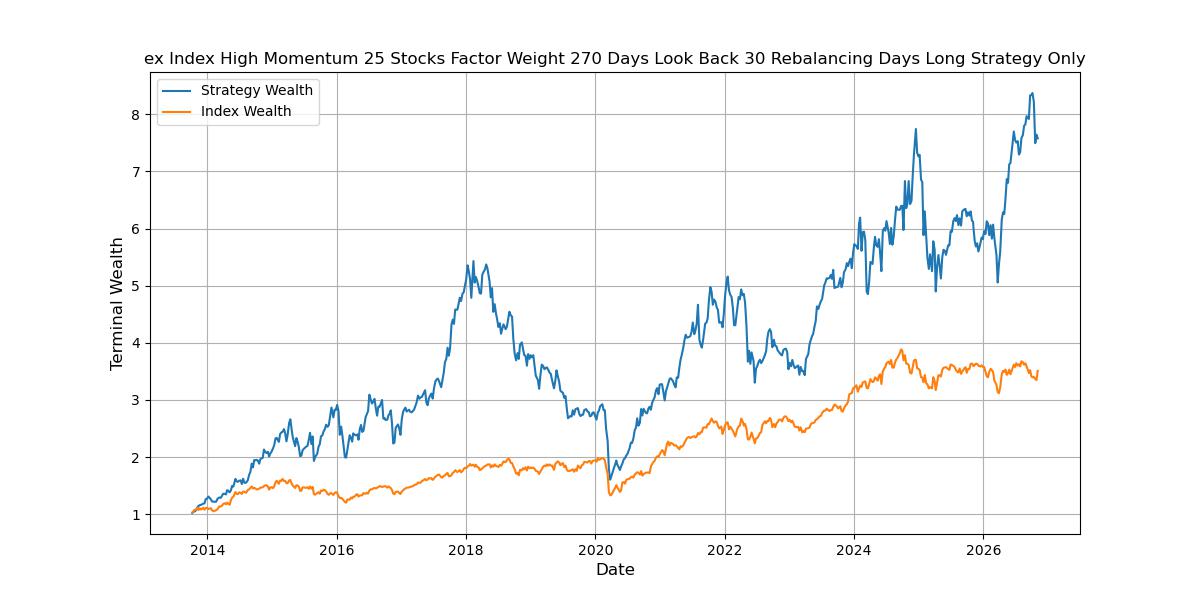 ex Index High Momentum 25 Stocks Factor Weight 270 Days Look Back 30 Rebalancing Days Long Strategy Only
Strategy Wealth
Index Wealth
8
7
6
5
4
3
2
1
Terminal Wealth
2014 2016 2018 2020 2022 2024 2026
Date